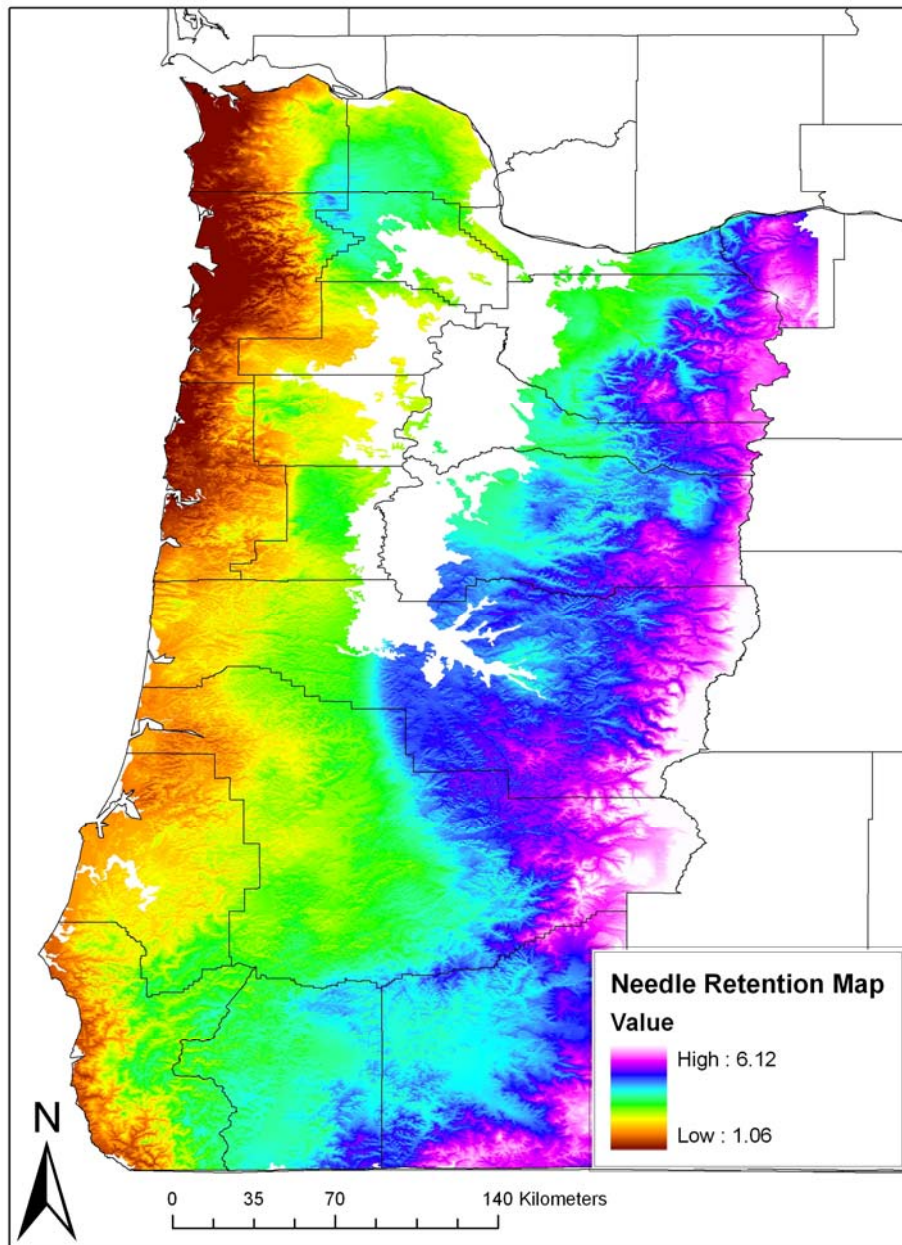 Needle Retention Map
Value
High : 6.12
Low : 1.06
N
0 35 70 140 Kilometers